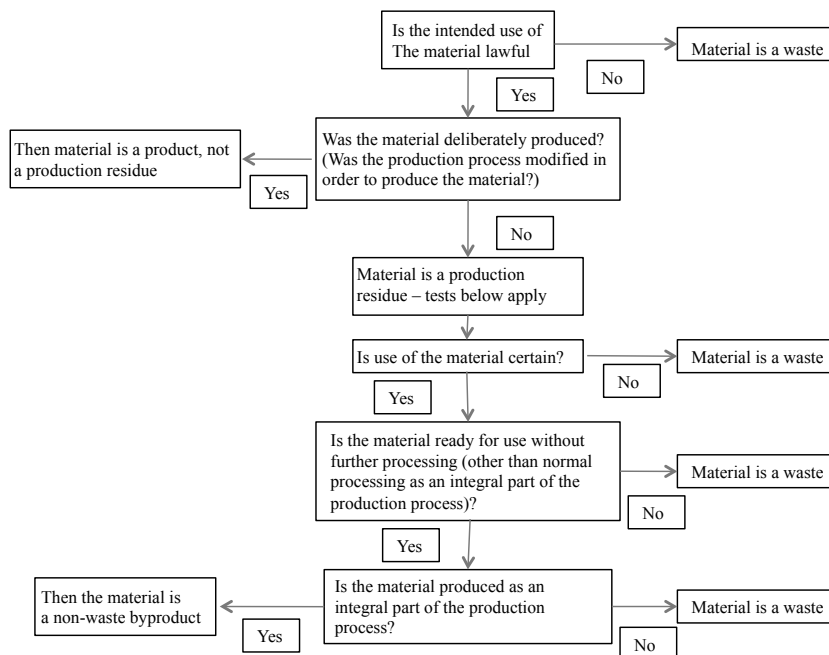 Is the intended use of
The material lawful
Material is a waste
No
Yes
Was the material deliberately produced?
(Was the production process modified in
order to produce the material?)
Then material is a product, not
a production residue
Yes
No
Material is a production
residue – tests below apply
Is use of the material certain?
Material is a waste
No
Yes
Is the material ready for use without
further processing (other than normal
processing as an integral part of the
production process)?
Material is a waste
No
Yes
Is the material produced as an
integral part of the production
process?
Then the material is
a non-waste byproduct
Yes
Material is a waste
No